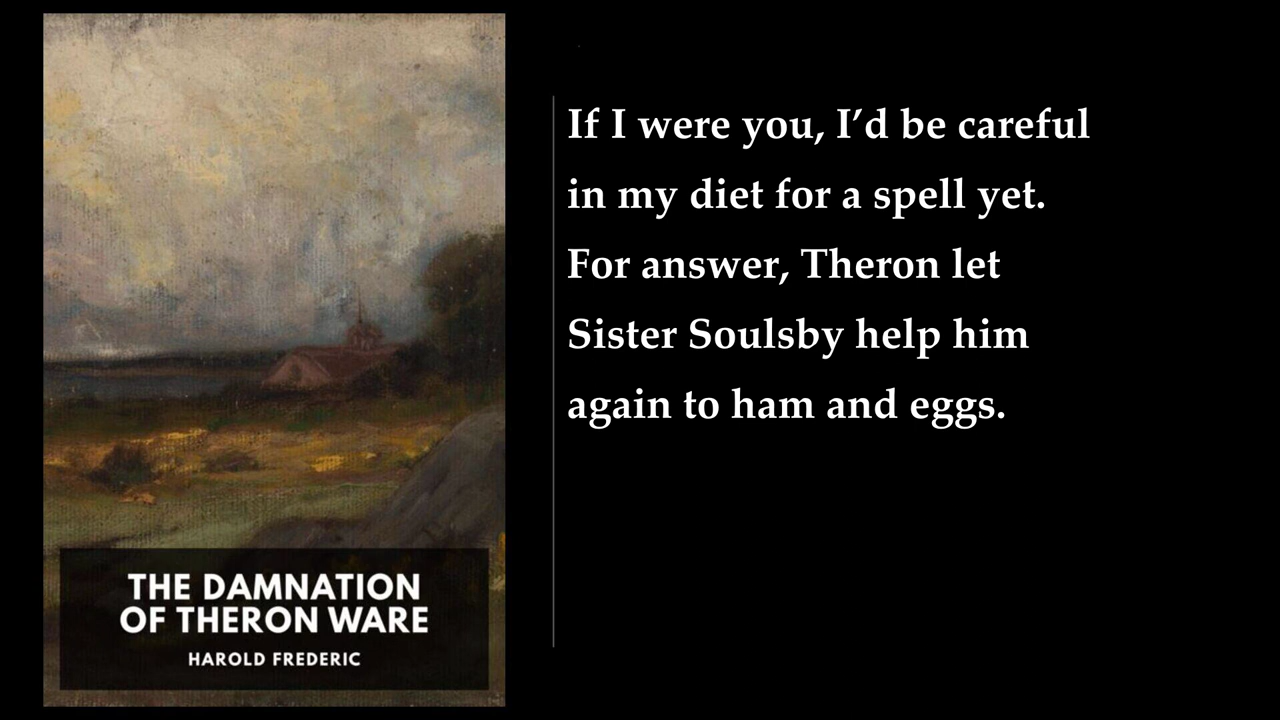 THE DAMNATION
OF THERON WARE
HAROLD FREDERIC
If I were you, I’d be careful
in my diet for a spell yet.
For answer, Theron let
Sister Soulsby help him
again to ham and eggs.